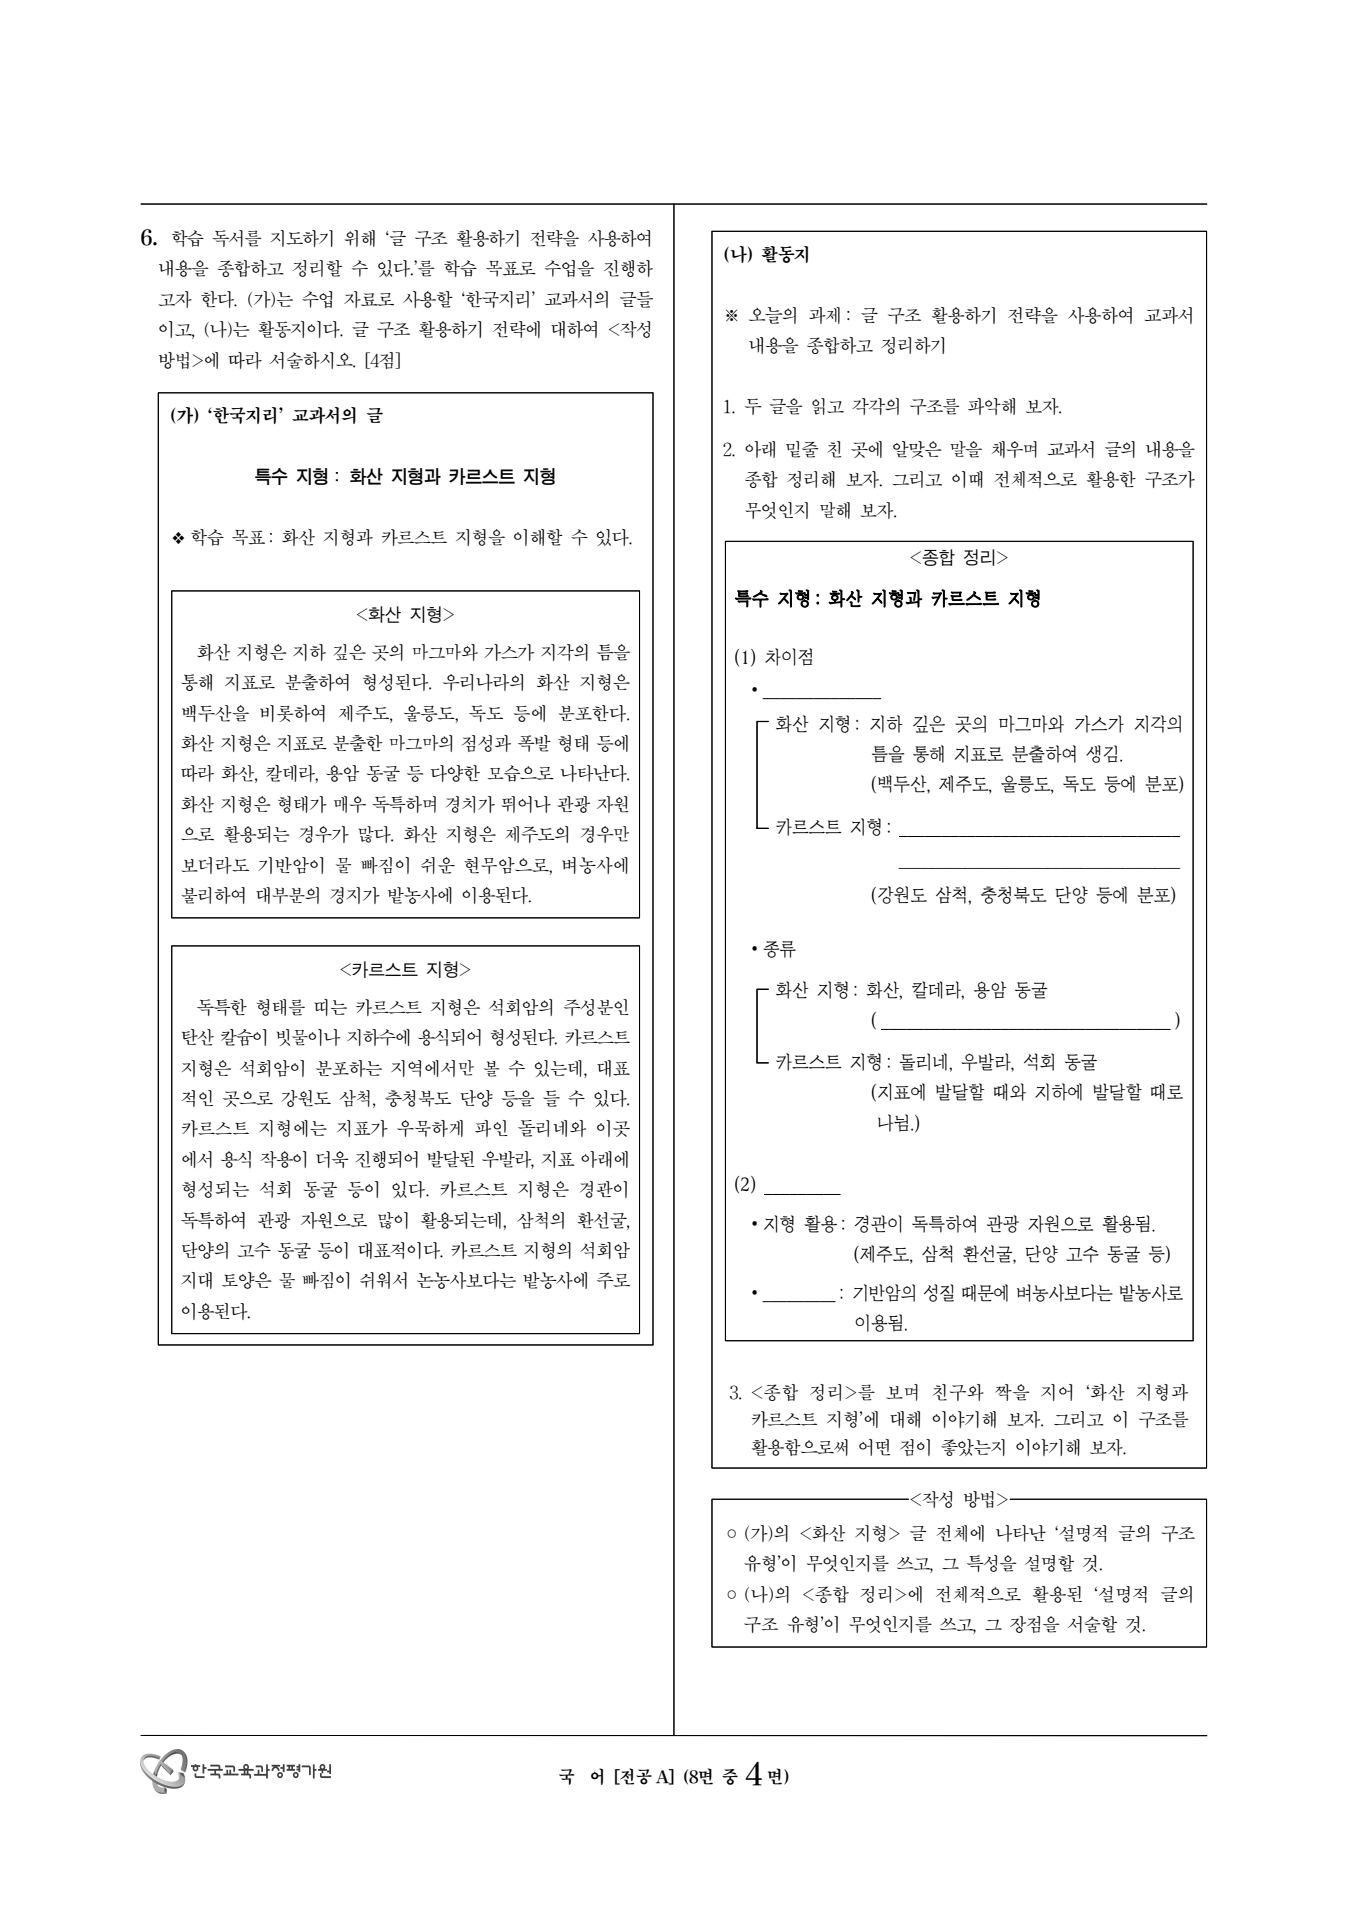 6. 학습 독서를 지도하기 위해 ‘글 구조 활용하기 전략을 사용하여
내용을 종합하고 정리할 수 있다.’를 학습 목표로 수업을 진행하
고자 한다. (가)는 수업 자료로 사용할 ‘한국지리’ 교과서의 글들
이고, (나)는 활동지이다. 글 구조 활용하기 전략에 대하여 <작성
방법>에 따라 서술하시오. [4점]
(가) ‘한국지리’ 교과서의 글
특수 지형 : 화산 지형과 카르스트 지형
❖ 학습 목표 : 화산 지형과 카르스트 지형을 이해할 수 있다.
<화산 지형>
화산 지형은 지하 깊은 곳의 마그마와 가스가 지각의 틈을
통해 지표로 분출하여 형성된다. 우리나라의 화산 지형은
백두산을 비롯하여 제주도, 울릉도, 독도 등에 분포한다.
화산 지형은 지표로 분출한 마그마의 점성과 폭발 형태 등에
따라 화산, 칼데라, 용암 동굴 등 다양한 모습으로 나타난다.
화산 지형은 형태가 매우 독특하며 경치가 뛰어나 관광 자원
으로 활용되는 경우가 많다. 화산 지형은 제주도의 경우만
보더라도 기반암이 물 빠짐이 쉬운 현무암으로, 벼농사에
불리하여 대부분의 경지가 밭농사에 이용된다.
<카르스트 지형>
독특한 형태를 띠는 카르스트 지형은 석회암의 주성분인
탄산 칼슘이 빗물이나 지하수에 용식되어 형성된다. 카르스트
지형은 석회암이 분포하는 지역에서만 볼 수 있는데, 대표
적인 곳으로 강원도 삼척, 충청북도 단양 등을 들 수 있다.
카르스트 지형에는 지표가 우묵하게 파인 돌리네와 이곳
에서 용식 작용이 더욱 진행되어 발달된 우발라, 지표 아래에
형성되는 석회 동굴 등이 있다. 카르스트 지형은 경관이
독특하여 관광 자원으로 많이 활용되는데, 삼척의 환선굴,
단양의 고수 동굴 등이 대표적이다. 카르스트 지형의 석회암
지대 토양은 물 빠짐이 쉬워서 논농사보다는 밭농사에 주로
이용된다.
(나) 활동지
※ 오늘의 과제 : 글 구조 활용하기 전략을 사용하여 교과서
내용을 종합하고 정리하기
1. 두 글을 읽고 각각의 구조를 파악해 보자.
2. 아래 밑줄 친 곳에 알맞은 말을 채우며 교과서 글의 내용을
종합 정리해 보자. 그리고 이때 전체적으로 활용한 구조가
무엇인지 말해 보자.
<종합 정리>
특수 지형 : 화산 지형과 카르스트 지형
(1) 차이점
• ______________
화산 지형 : 지하 깊은 곳의 마그마와 가스가 지각의
틈을 통해 지표로 분출하여 생김.
(백두산, 제주도, 울릉도, 독도 등에 분포)
카르스트 지형 : ______________________________
______________________________
(강원도 삼척, 충청북도 단양 등에 분포)
• 종류
화산 지형 : 화산, 칼데라, 용암 동굴
( ______________________________ )
카르스트 지형 : 돌리네, 우발라, 석회 동굴
(지표에 발달할 때와 지하에 발달할 때로
나뉨.)
(2) _________
• 지형 활용 : 경관이 독특하여 관광 자원으로 활용됨.
(제주도, 삼척 환선굴, 단양 고수 동굴 등)
• _________ : 기반암의 성질 때문에 벼농사보다는 밭농사로
이용됨.
3. <종합 정리>를 보며 친구와 짝을 지어 ‘화산 지형과
카르스트 지형’에 대해 이야기해 보자. 그리고 이 구조를
활용함으로써 어떤 점이 좋았는지 이야기해 보자.
<작성 방법>
○ (가)의 <화산 지형> 글 전체에 나타난 ‘설명적 글의 구조
유형’이 무엇인지를 쓰고, 그 특성을 설명할 것.
○ (나)의 <종합 정리>에 전체적으로 활용된 ‘설명적 글의
구조 유형’이 무엇인지를 쓰고, 그 장점을 서술할 것.
한국교육과정평가원
국 어 [전공 A] (8면 중 4 면)